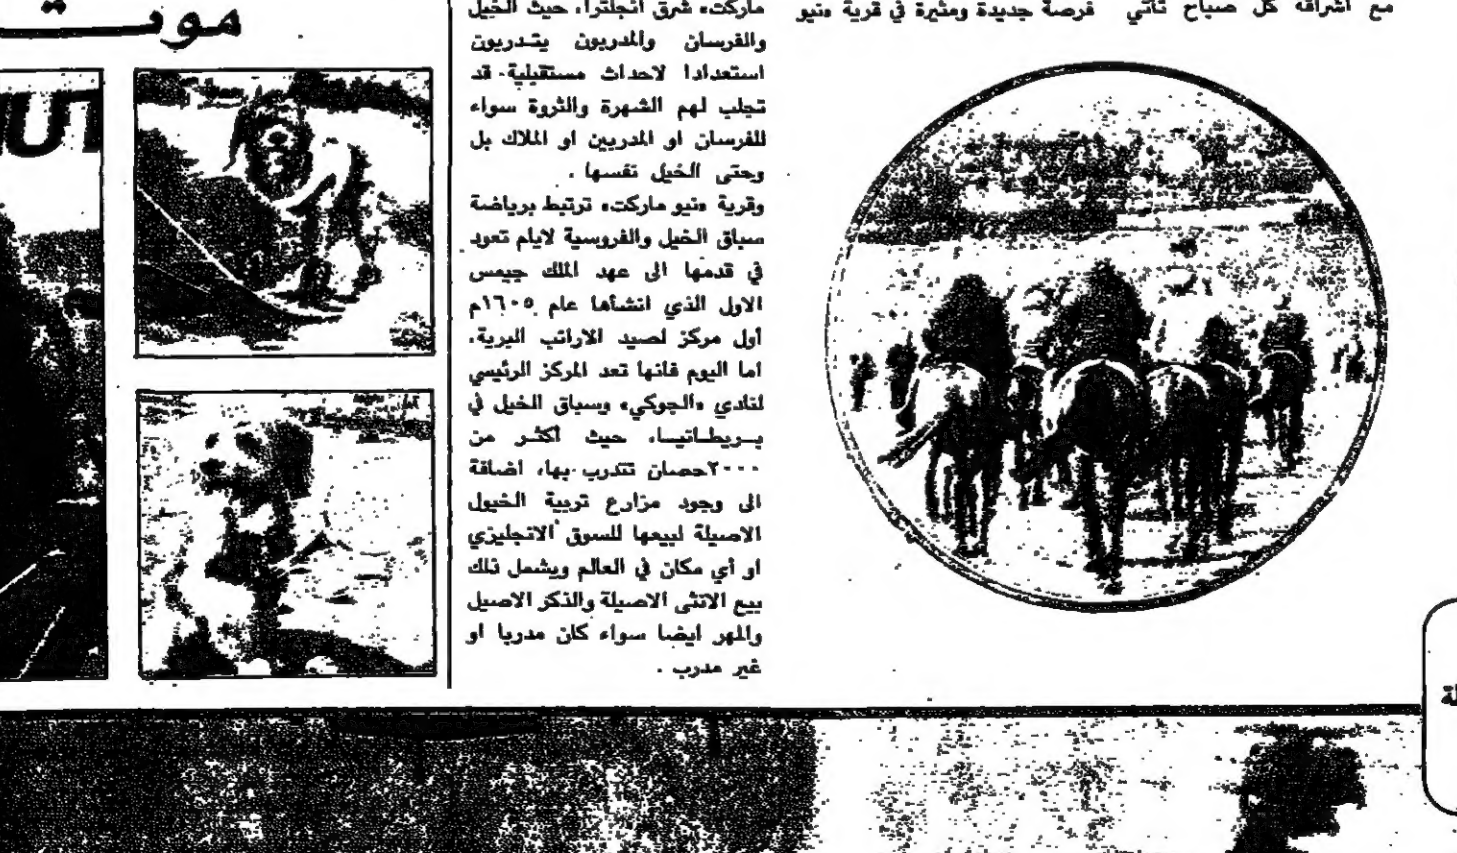 مع اشراقة كل صباح تأتي
فرصة جديدة ومثيرة في قرية «نيو
ماركت» شرق انجلترا، حيث الخيل
والفرسان والمدربون يتدربون
استعدادا لاحداث مستقبلية قد
تجلب لهم الشهرة والثروة سواء
للفرسان او المدربين او الملاك بل
وحتى الخيل نفسها .
وقرية «نيو ماركت» ترتبط برياضة
سباق الخيل والفروسية لايام تعود
في قدمها الى عهد الملك جيمس
الاول الذي انشأها عام ١٦٠٥م
أول مركز لصيد الارانب البرية،
اما اليوم فانها تعد المركز الرئيسي
لنادي «الجوكي» وسباق الخيل في
بريطانيا، حيث أكثر من
٢٠٠٠حصان تتدرب بها، اضافة
الى وجود مزارع تربية الخيول
الاصيلة لبيعها للسوق الانجليزي
او أي مكان في العالم ويشمل ذلك
بيع الانثى الاصيلة والذكر الاصيل
والمهر ايضا سواء كان مدربا او
غير مدرب .